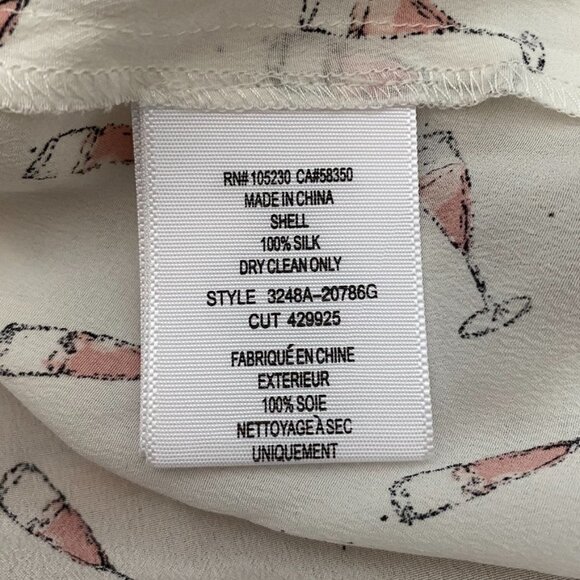 RN# 105230 CA#58350
MADE IN CHINA
SHELL
100% SILK
DRY CLEAN ONLY
STYLE 3248A-20786G
CUT 429925
FABRIQUÉ EN CHINE
EXTERIEUR
100% SOIE
NETTOYAGE À SEC
UNIQUEMENT